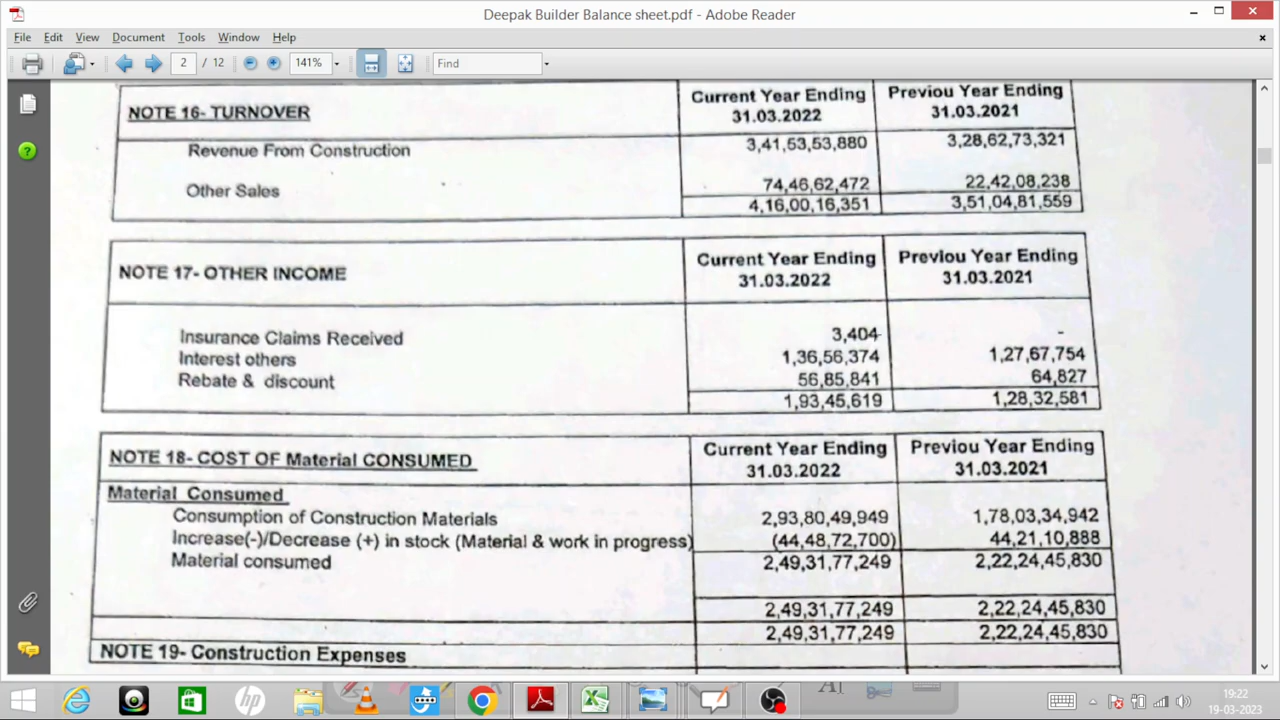 Deepak Builder Balance sheet.pdf - Adobe Reader
File Edit View Document Tools Window Help
2 / 12 141% Find
NOTE 16- TURNOVER Current Year Ending 31.03.2022 Previou Year Ending 31.03.2021
Revenue From Construction 3,41,53,53,880 3,28,62,73,321
Other Sales 74,46,62,472 22,42,08,238
4,16,00,16,351 3,51,04,81,559
NOTE 17- OTHER INCOME Current Year Ending 31.03.2022 Previou Year Ending 31.03.2021
Insurance Claims Received 3,404 -
Interest others 1,36,56,374 1,27,67,754
Rebate & discount 56,85,841 64,827
1,93,45,619 1,28,32,581
NOTE 18- COST OF Material CONSUMED Current Year Ending 31.03.2022 Previou Year Ending 31.03.2021
Material Consumed
Consumption of Construction Materials 2,93,80,49,949 1,78,03,34,942
Increase(-)/Decrease (+) in stock (Material & work in progress) (44,48,72,700) 44,21,10,888
Material consumed 2,49,31,77,249 2,22,24,45,830
2,49,31,77,249 2,22,24,45,830
2,49,31,77,249 2,22,24,45,830
NOTE 19- Construction Expenses
19:22
19-03-2023